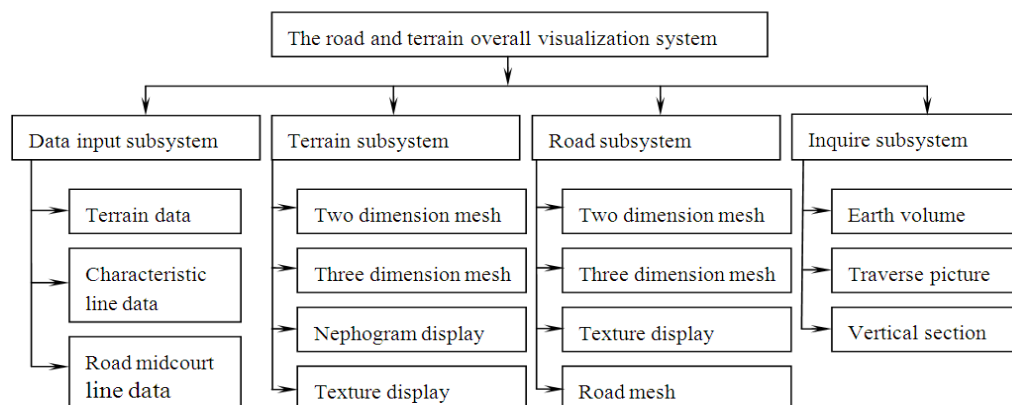 The road and terrain overall visualization system
Data input subsystem
Terrain data
Characteristic
line data
Road midcourt
line data
Terrain subsystem
Two dimension mesh
Three dimension mesh
Nephogram display
Texture display
Road subsystem
Two dimension mesh
Three dimension mesh
Texture display
Road mesh
Inquire subsystem
Earth volume
Traverse picture
Vertical section